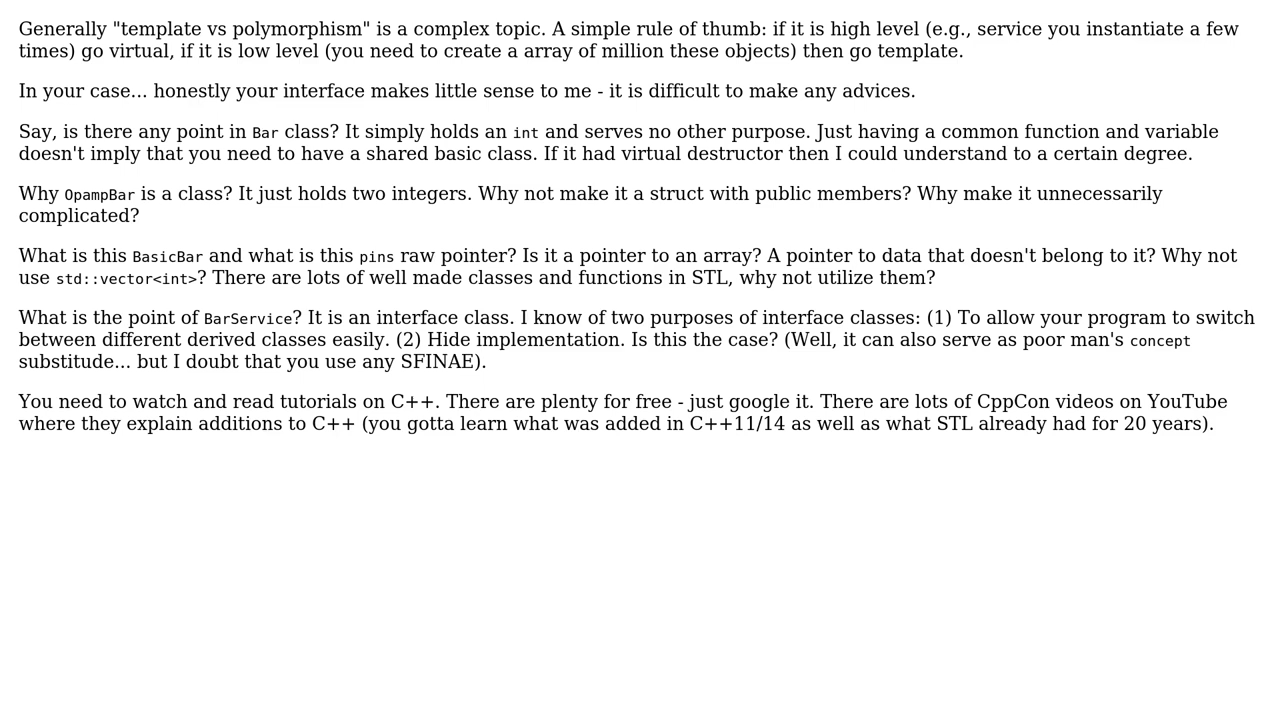 Generally "template vs polymorphism" is a complex topic. A simple rule of thumb: if it is high level (e.g., service you instantiate a few
times) go virtual, if it is low level (you need to create a array of million these objects) then go template.
In your case... honestly your interface makes little sense to me - it is difficult to make any advices.
Say, is there any point in Bar class? It simply holds an int and serves no other purpose. Just having a common function and variable
doesn't imply that you need to have a shared basic class. If it had virtual destructor then I could understand to a certain degree.
Why OpampBar is a class? It just holds two integers. Why not make it a struct with public members? Why make it unnecessarily
complicated?
What is this BasicBar and what is this pins raw pointer? Is it a pointer to an array? A pointer to data that doesn't belong to it? Why not
use std::vector<int>? There are lots of well made classes and functions in STL, why not utilize them?
What is the point of BarService? It is an interface class. I know of two purposes of interface classes: (1) To allow your program to switch
between different derived classes easily. (2) Hide implementation. Is this the case? (Well, it can also serve as poor man's concept
substitude... but I doubt that you use any SFINAE).
You need to watch and read tutorials on C++. There are plenty for free - just google it. There are lots of CppCon videos on YouTube
where they explain additions to C++ (you gotta learn what was added in C++11/14 as well as what STL already had for 20 years).